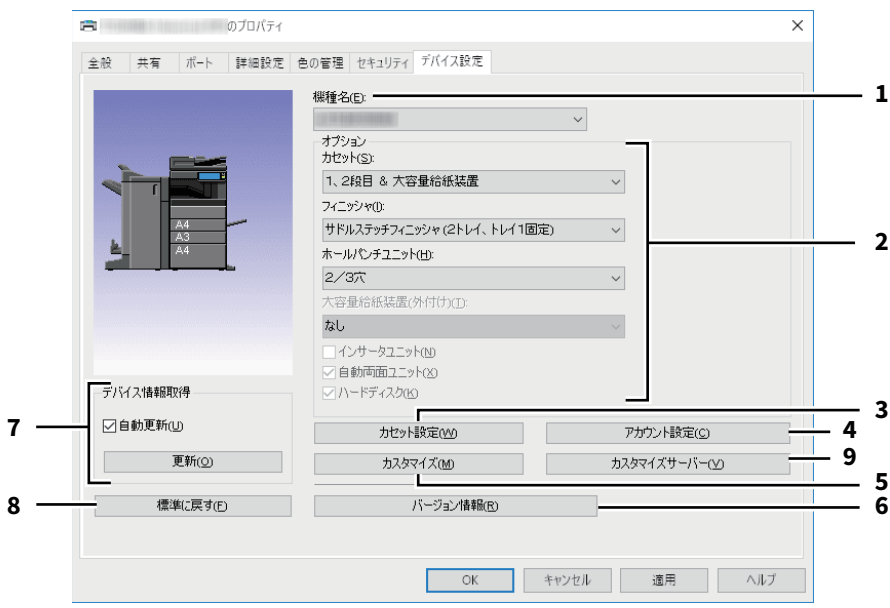 のプロパティ
全般 共有 ポート 詳細設定 色の管理 セキュリティ デバイス設定
機種名(E):
オプション
カセット(S):
1、2段目 & 大容量給紙装置
フィニッシャ(I):
サドルステッチフィニッシャ(2トレイ、トレイ1固定)
ホールパンチユニット(H):
2/3穴
大容量給紙装置(外付け)(T):
なし
インサータユニット(N)
自動両面ユニット(X)
ハードディスク(K)
A4
A3
A4
デバイス情報取得
自動更新(U)
更新(O)
カセット設定(W) アカウント設定(C)
カスタマイズ(M) カスタマイズサーバー(V)
標準に戻す(F) バージョン情報(R)
OK キャンセル 適用 ヘルプ
1
2
3
4
9
5
6
7
8